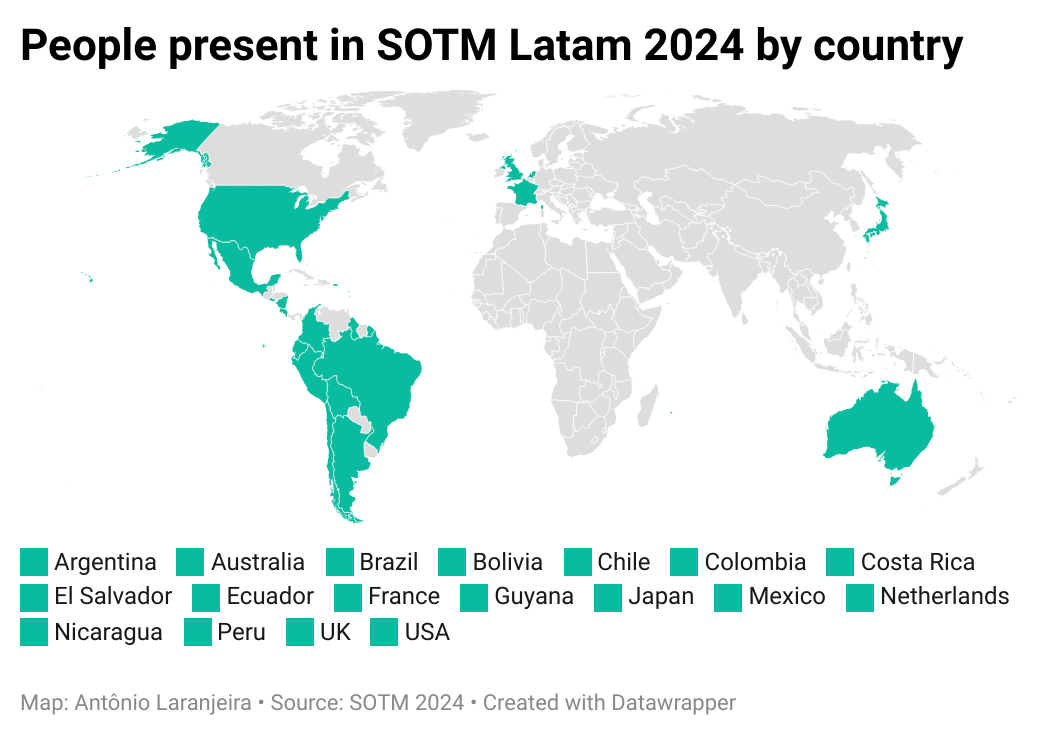 People present in SOTM Latam 2024 by country
Argentina Australia Brazil Bolivia Chile Colombia Costa Rica
El Salvador Ecuador France Guyana Japan Mexico Netherlands
Nicaragua Peru UK USA
Map: Antônio Laranjeira • Source: SOTM 2024 • Created with Datawrapper